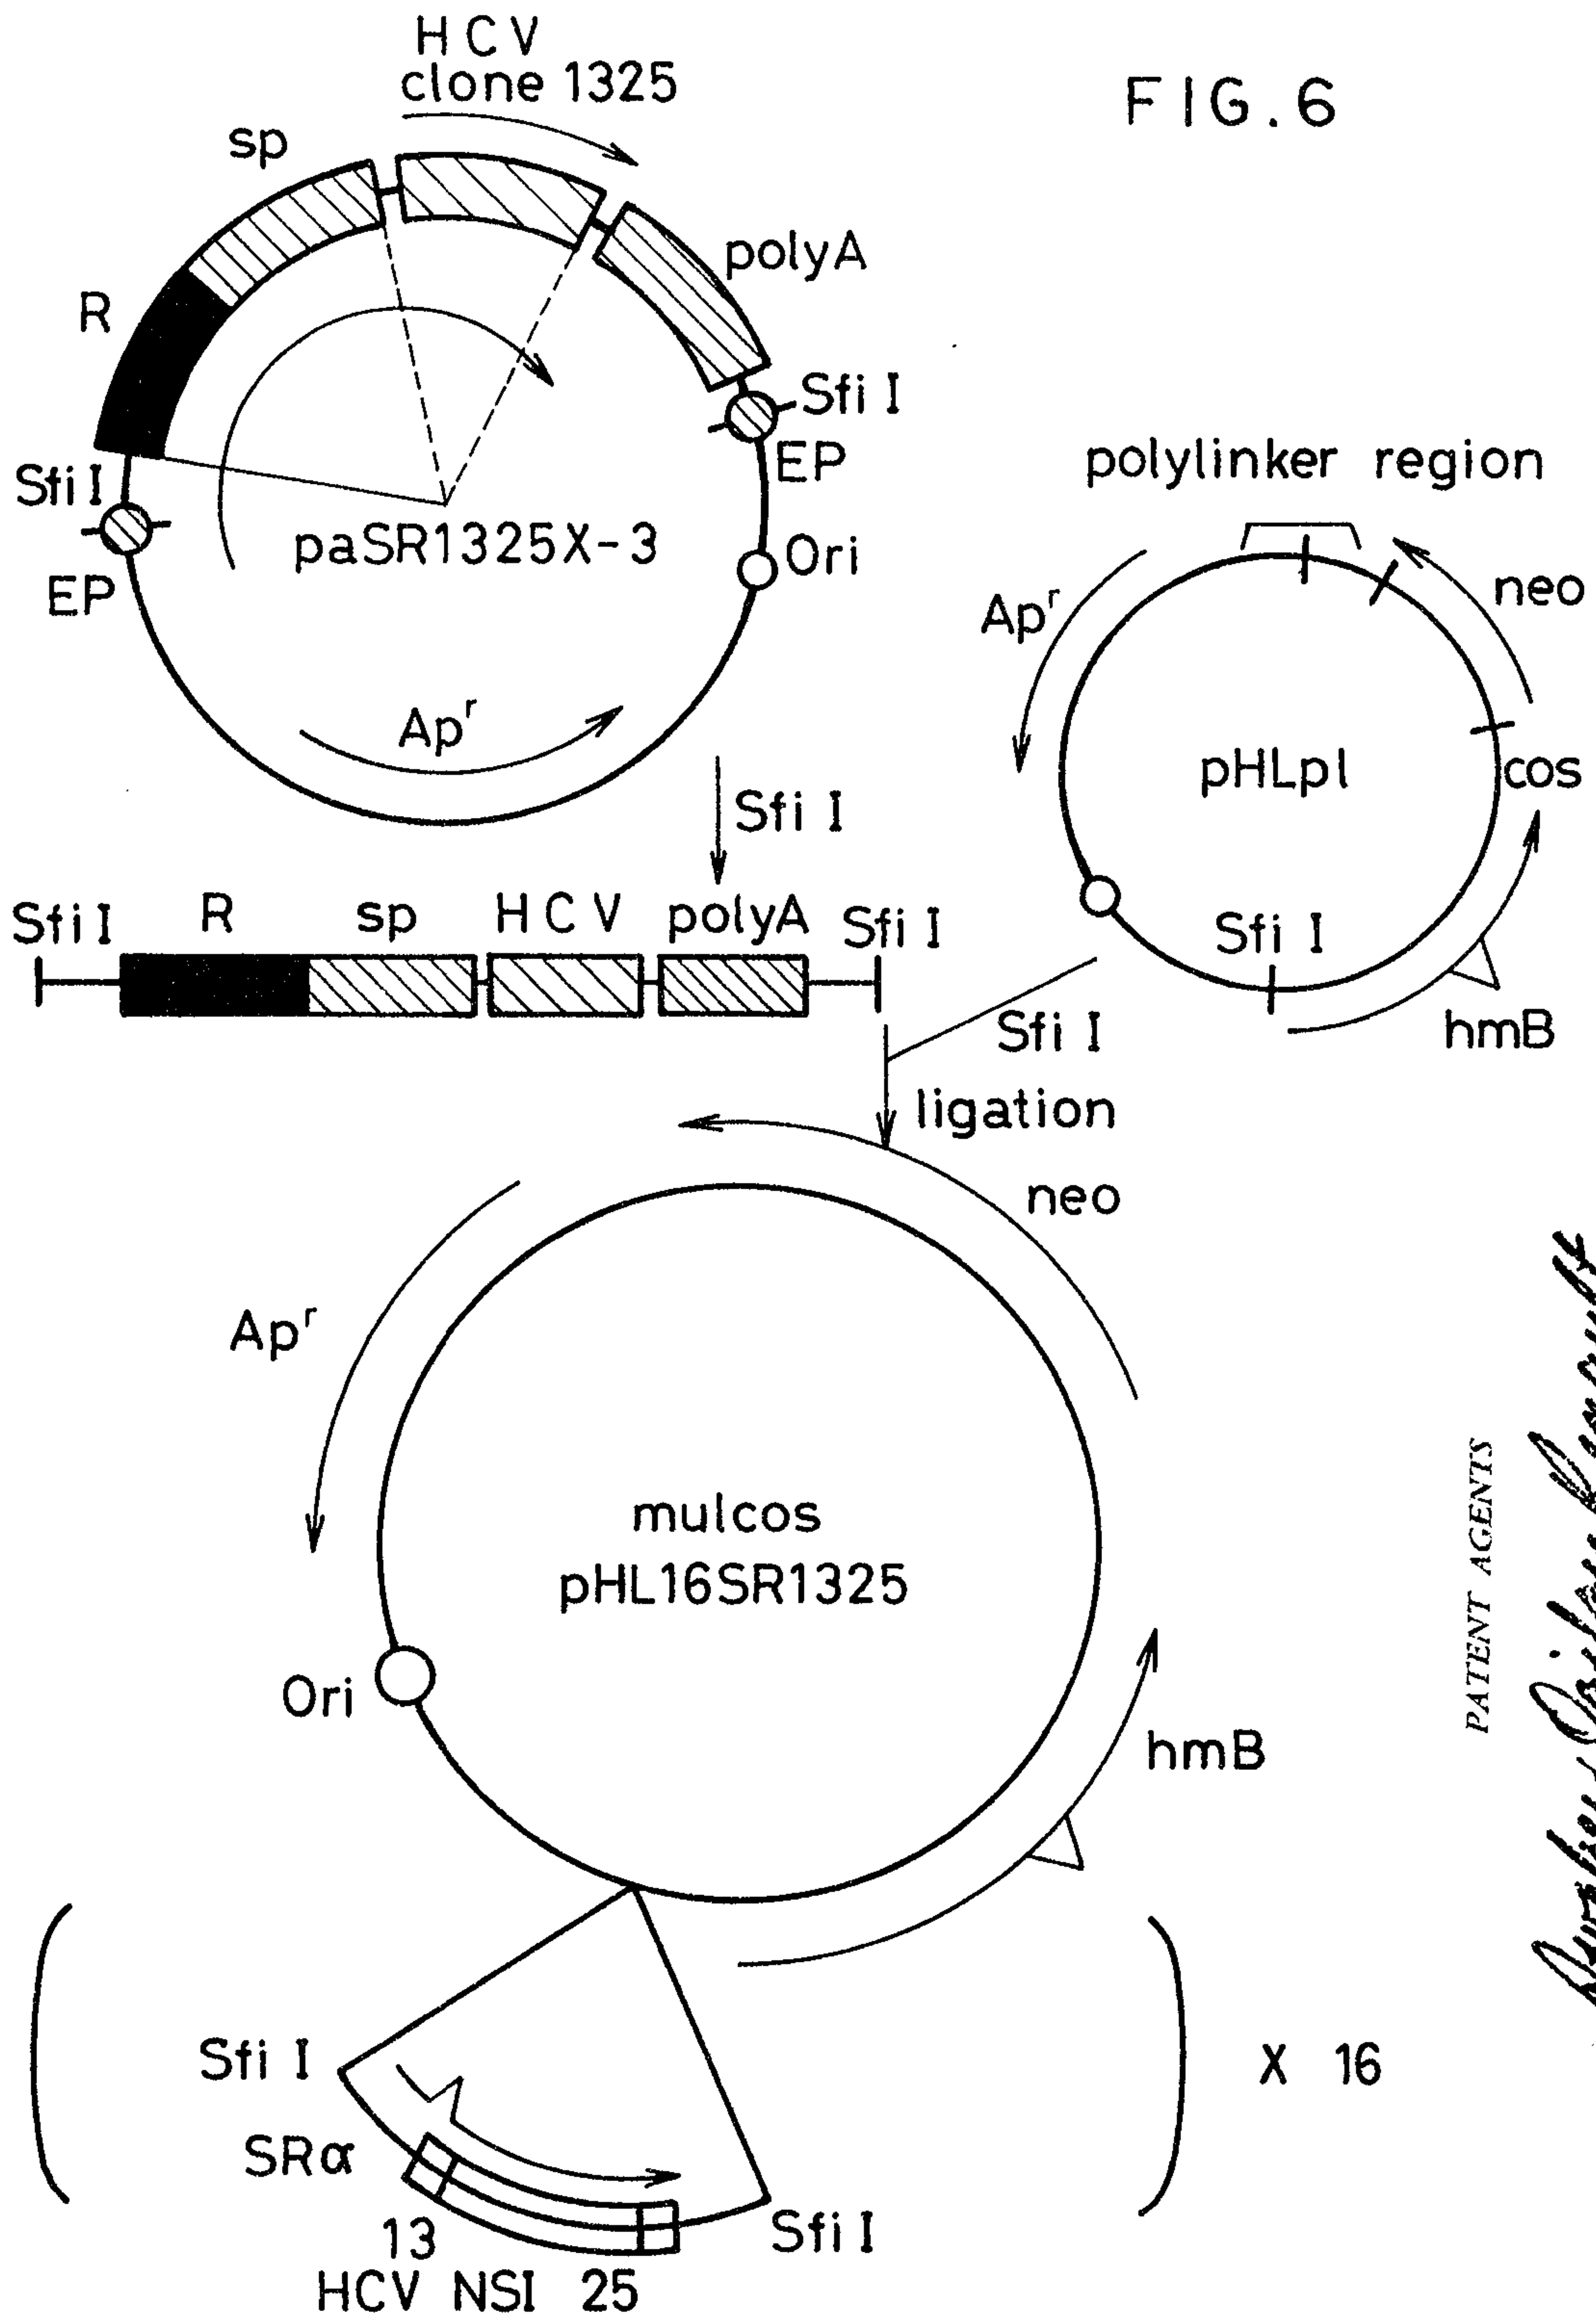 FIG.6
HCV
clone 1325
sp
R
polyA
Sfi I
EP
Sfi I
EP
paSR1325X-3
Ori
Apʳ
Sfi I
polylinker region
Apʳ
neo
pHLpl
cos
Sfi I
hmB
Sfi I
R
sp
HCV
polyA
Sfi I
Sfi I
ligation
neo
Apʳ
mulcos
pHL16SR1325
Ori
hmB
Sfi I
SRα
13
HCV NSI 25
Sfi I
X 16
PATENT AGENTS